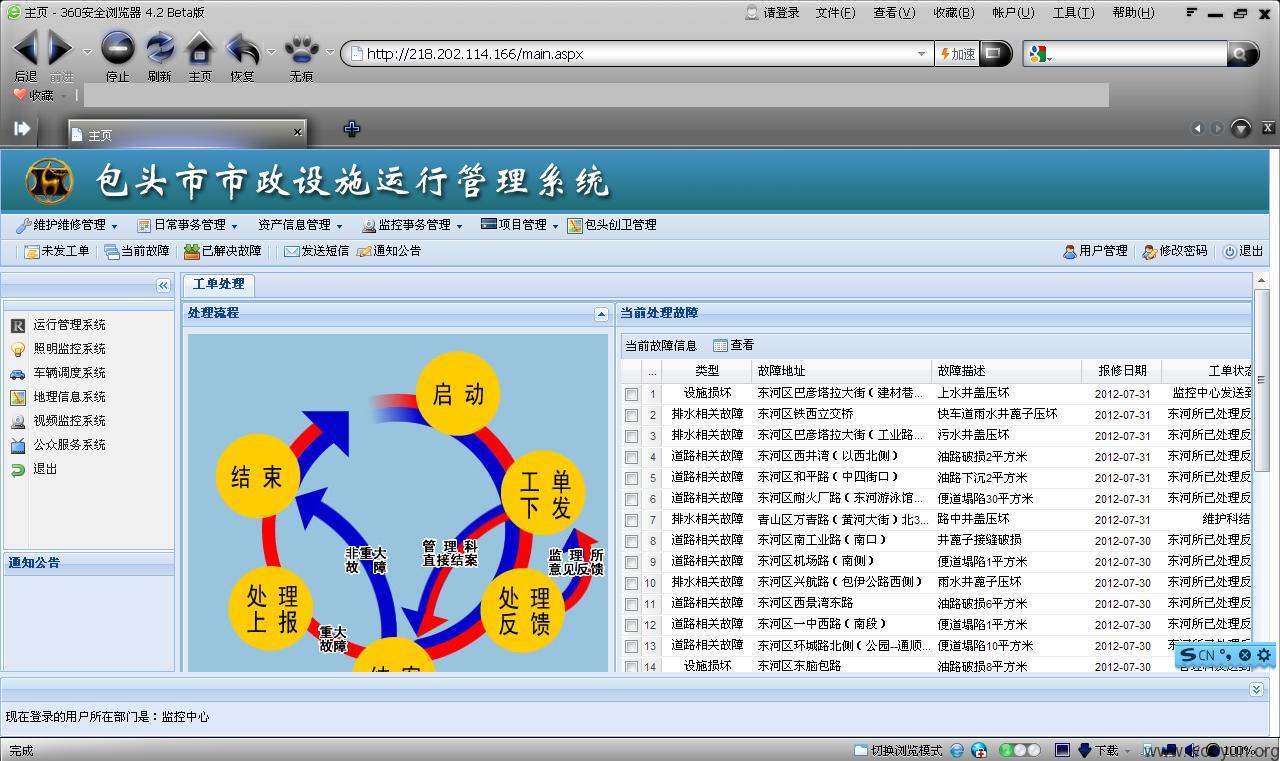 主页 - 360安全浏览器 4.2 Beta版
请登录 文件(F) 查看(V) 收藏(B) 帐户(U) 工具(T) 帮助(H)
http://218.202.114.166/main.aspx
加速
后退 前进 停止 刷新 主页 恢复 无痕
收藏
主页
包头市市政设施运行管理系统
维护维修管理 日常事务管理 资产信息管理 监控事务管理 项目管理 包头创卫管理
未发工单 当前故障 已解决故障 发送短信 通知公告 用户管理 修改密码 退出
运行管理系统
照明监控系统
车辆调度系统
地理信息系统
视频监控系统
公众服务系统
退出
通知公告
工单处理
处理流程
启 动
工 单
下 发
结 束
管 理 科
直接结案
监 理 所
意见反馈
非重大
故 障
处 理
上 报
处 理
反 馈
重大
故障
当前处理故障
当前故障信息 查看
... 类型 故障地址 故障描述 报修日期 工单状态
1 设施损坏 东河区巴彦塔拉大街（建材巷... 上水井盖压坏 2012-07-31 监控中心发送到
2 排水相关故障 东河区铁西立交桥 快车道雨水井蓖子压坏 2012-07-31 东河所已处理反
3 排水相关故障 东河区巴彦塔拉大街（工业路... 污水井盖压坏 2012-07-31 东河所已处理反
4 道路相关故障 东河区西井湾（以西北侧） 油路破损2平方米 2012-07-31 东河所已处理反
5 道路相关故障 东河区和平路（中四街口） 油路下沉2平方米 2012-07-31 东河所已处理反
6 道路相关故障 东河区耐火厂路（东河游泳馆... 便道塌陷30平方米 2012-07-31 东河所已处理反
7 排水相关故障 青山区万青路（黄河大街）北3... 路中井盖压坏 2012-07-31 维护科结
8 道路相关故障 东河区南工业路（南口） 井蓖子接缝破损 2012-07-31 东河所已处理反
9 道路相关故障 东河区机场路（南侧） 便道塌陷1平方米 2012-07-31 东河所已处理反
10 排水相关故障 东河区兴航路（包伊公路西侧） 雨水井蓖子压坏 2012-07-31 东河所已处理反
11 道路相关故障 东河区西景湾东路 油路破损2平方米 2012-07-30 东河所已处理反
12 道路相关故障 东河区一中西路（南段） 便道塌陷1平方米 2012-07-30 东河所已处理反
13 道路相关故障 东河区环城路北侧（公园--通顺... 便道塌陷10平方米 2012-07-30 东河所已处理反
14 设施损坏 东河区东脑包路 油路破损8平方米 2012-07-30
CN
现在登录的用户所在部门是：监控中心
完成 切换浏览模式 下载 100%